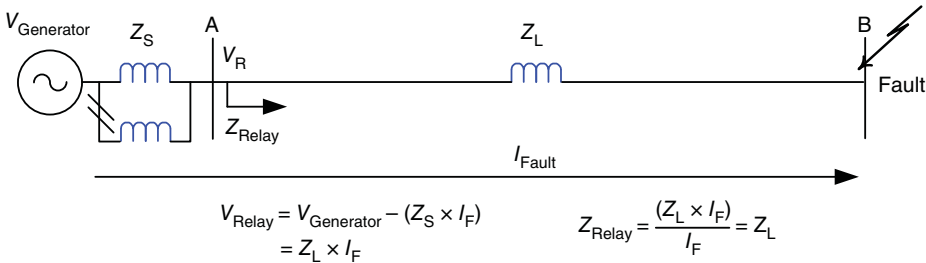 V_Generator
Z_S
A
V_R
Z_Relay
Z_L
B
Fault
I_Fault
V_Relay = V_Generator – (Z_S × I_F)
= Z_L × I_F
Z_Relay = (Z_L × I_F) / I_F = Z_L